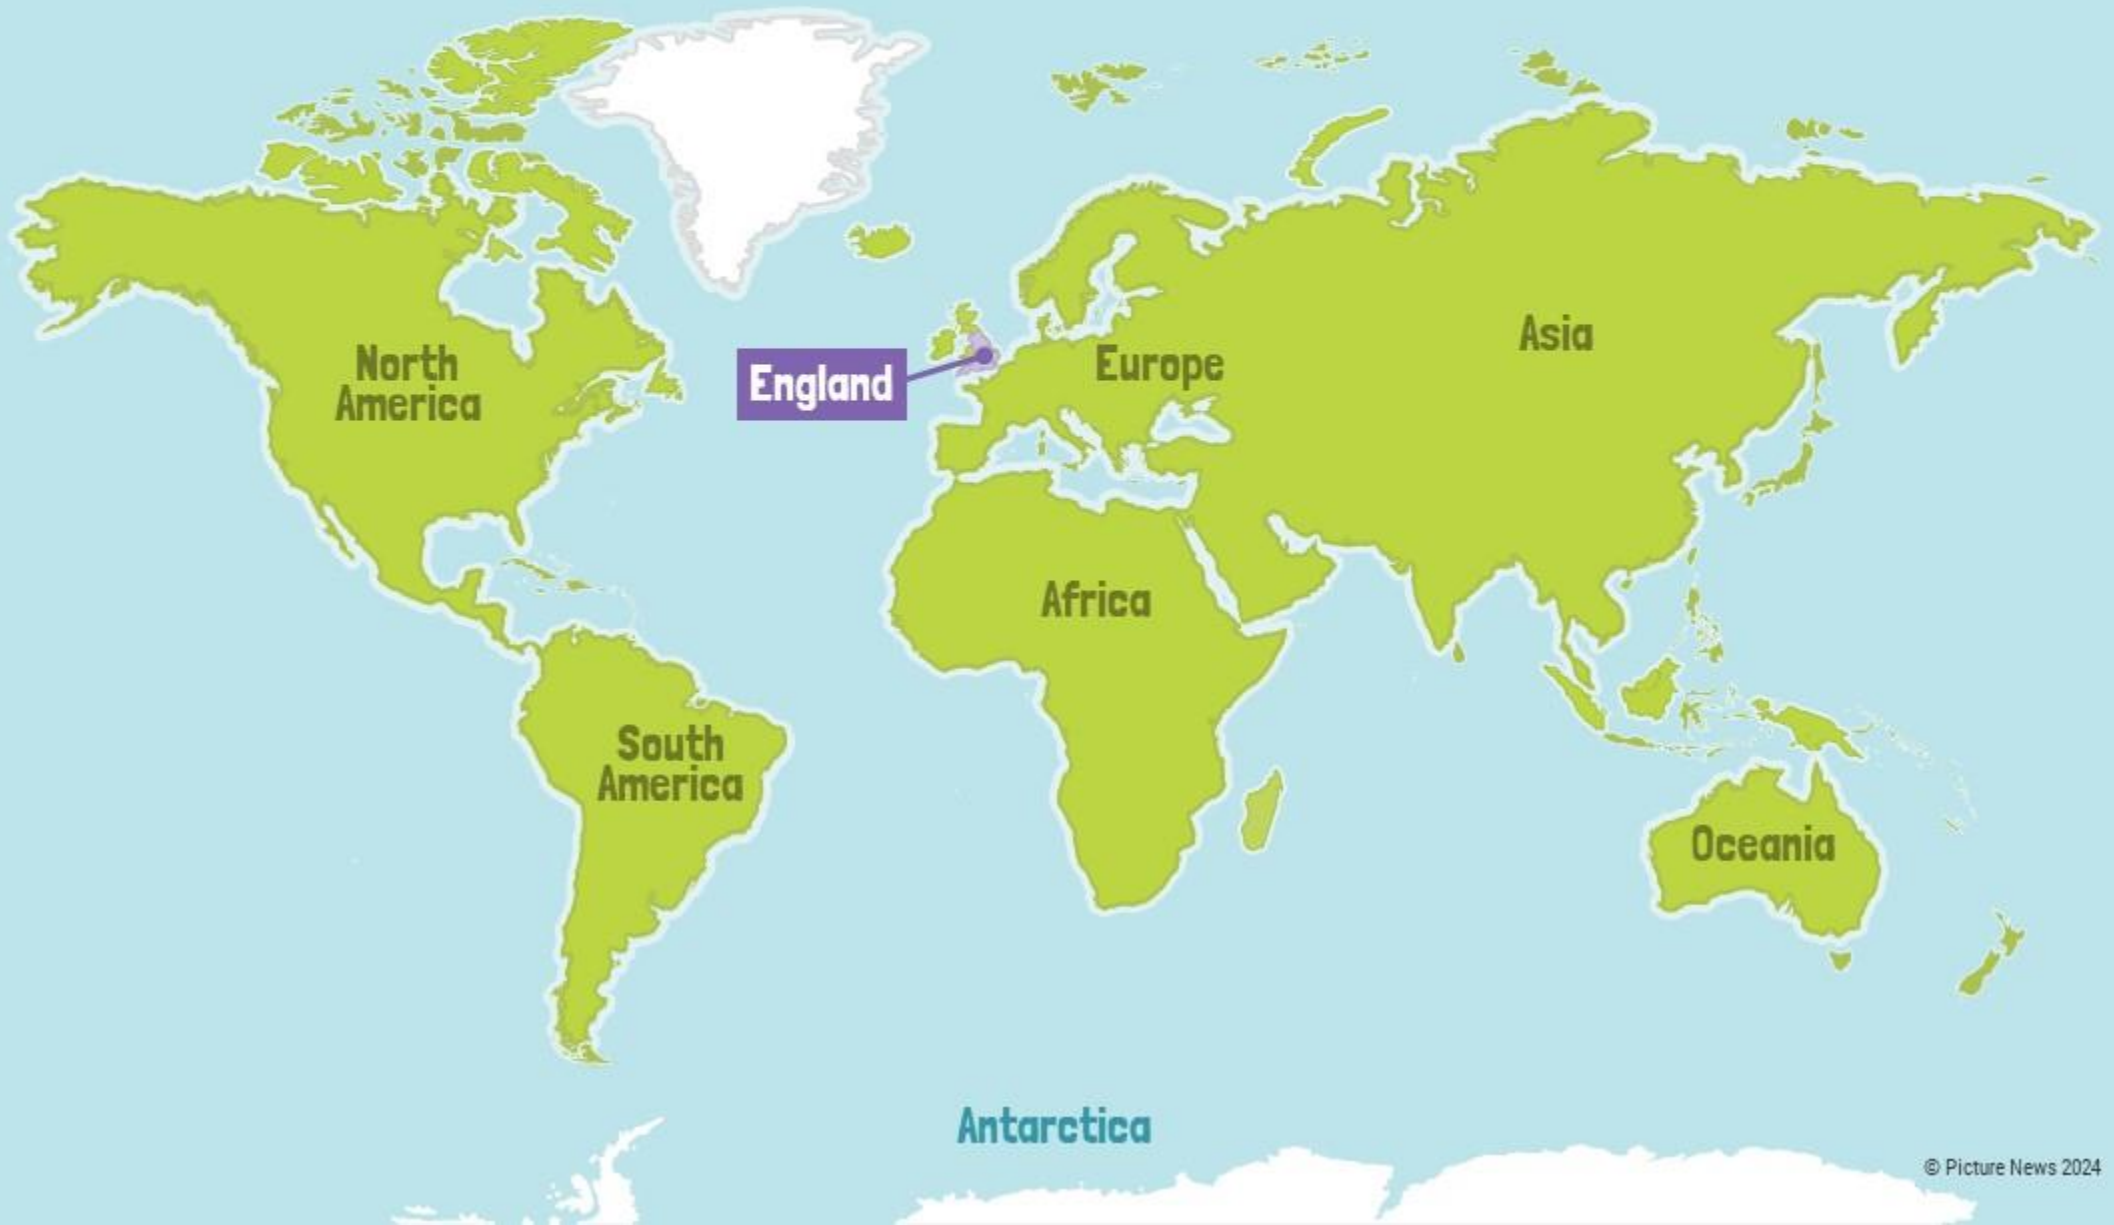 North
America
England
Europe
Asia
Africa
South
America
Oceania
Antarctica
© Picture News 2024